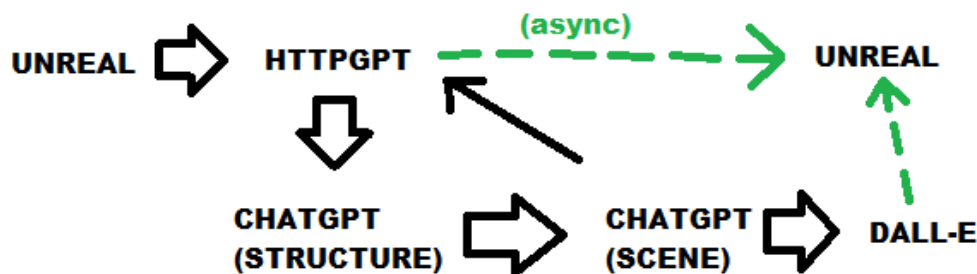 (async)
UNREAL
HTTPGPT
UNREAL
CHATGPT
(STRUCTURE)
CHATGPT
(SCENE)
DALL-E